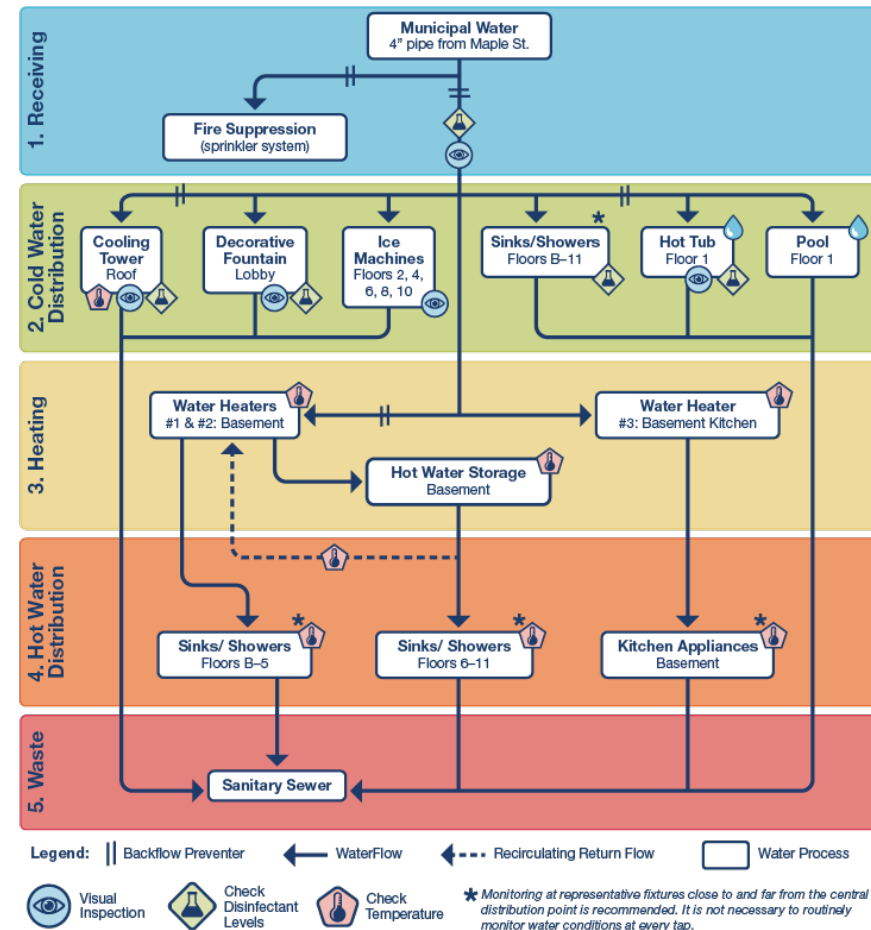 1. Receiving
Municipal Water
4” pipe from Maple St.
Fire Suppression
(sprinkler system)
2. Cold Water
Distribution
Cooling
Tower
Roof
Decorative
Fountain
Lobby
Ice
Machines
Floors 2, 4,
6, 8, 10
*
Sinks/Showers
Floors B–11
Hot Tub
Floor 1
Pool
Floor 1
3. Heating
Water Heaters
#1 & #2: Basement
Water Heater
#3: Basement Kitchen
Hot Water Storage
Basement
4. Hot Water
Distribution
*
Sinks/ Showers
Floors B–5
*
Sinks/ Showers
Floors 6–11
*
Kitchen Appliances
Basement
5. Waste
Sanitary Sewer
Legend: Backflow Preventer WaterFlow Recirculating Return Flow Water Process
Visual
Inspection
Check
Disinfectant
Levels
Check
Temperature
* Monitoring at representative fixtures close to and far from the central
distribution point is recommended. It is not necessary to routinely
monitor water conditions at every tap.